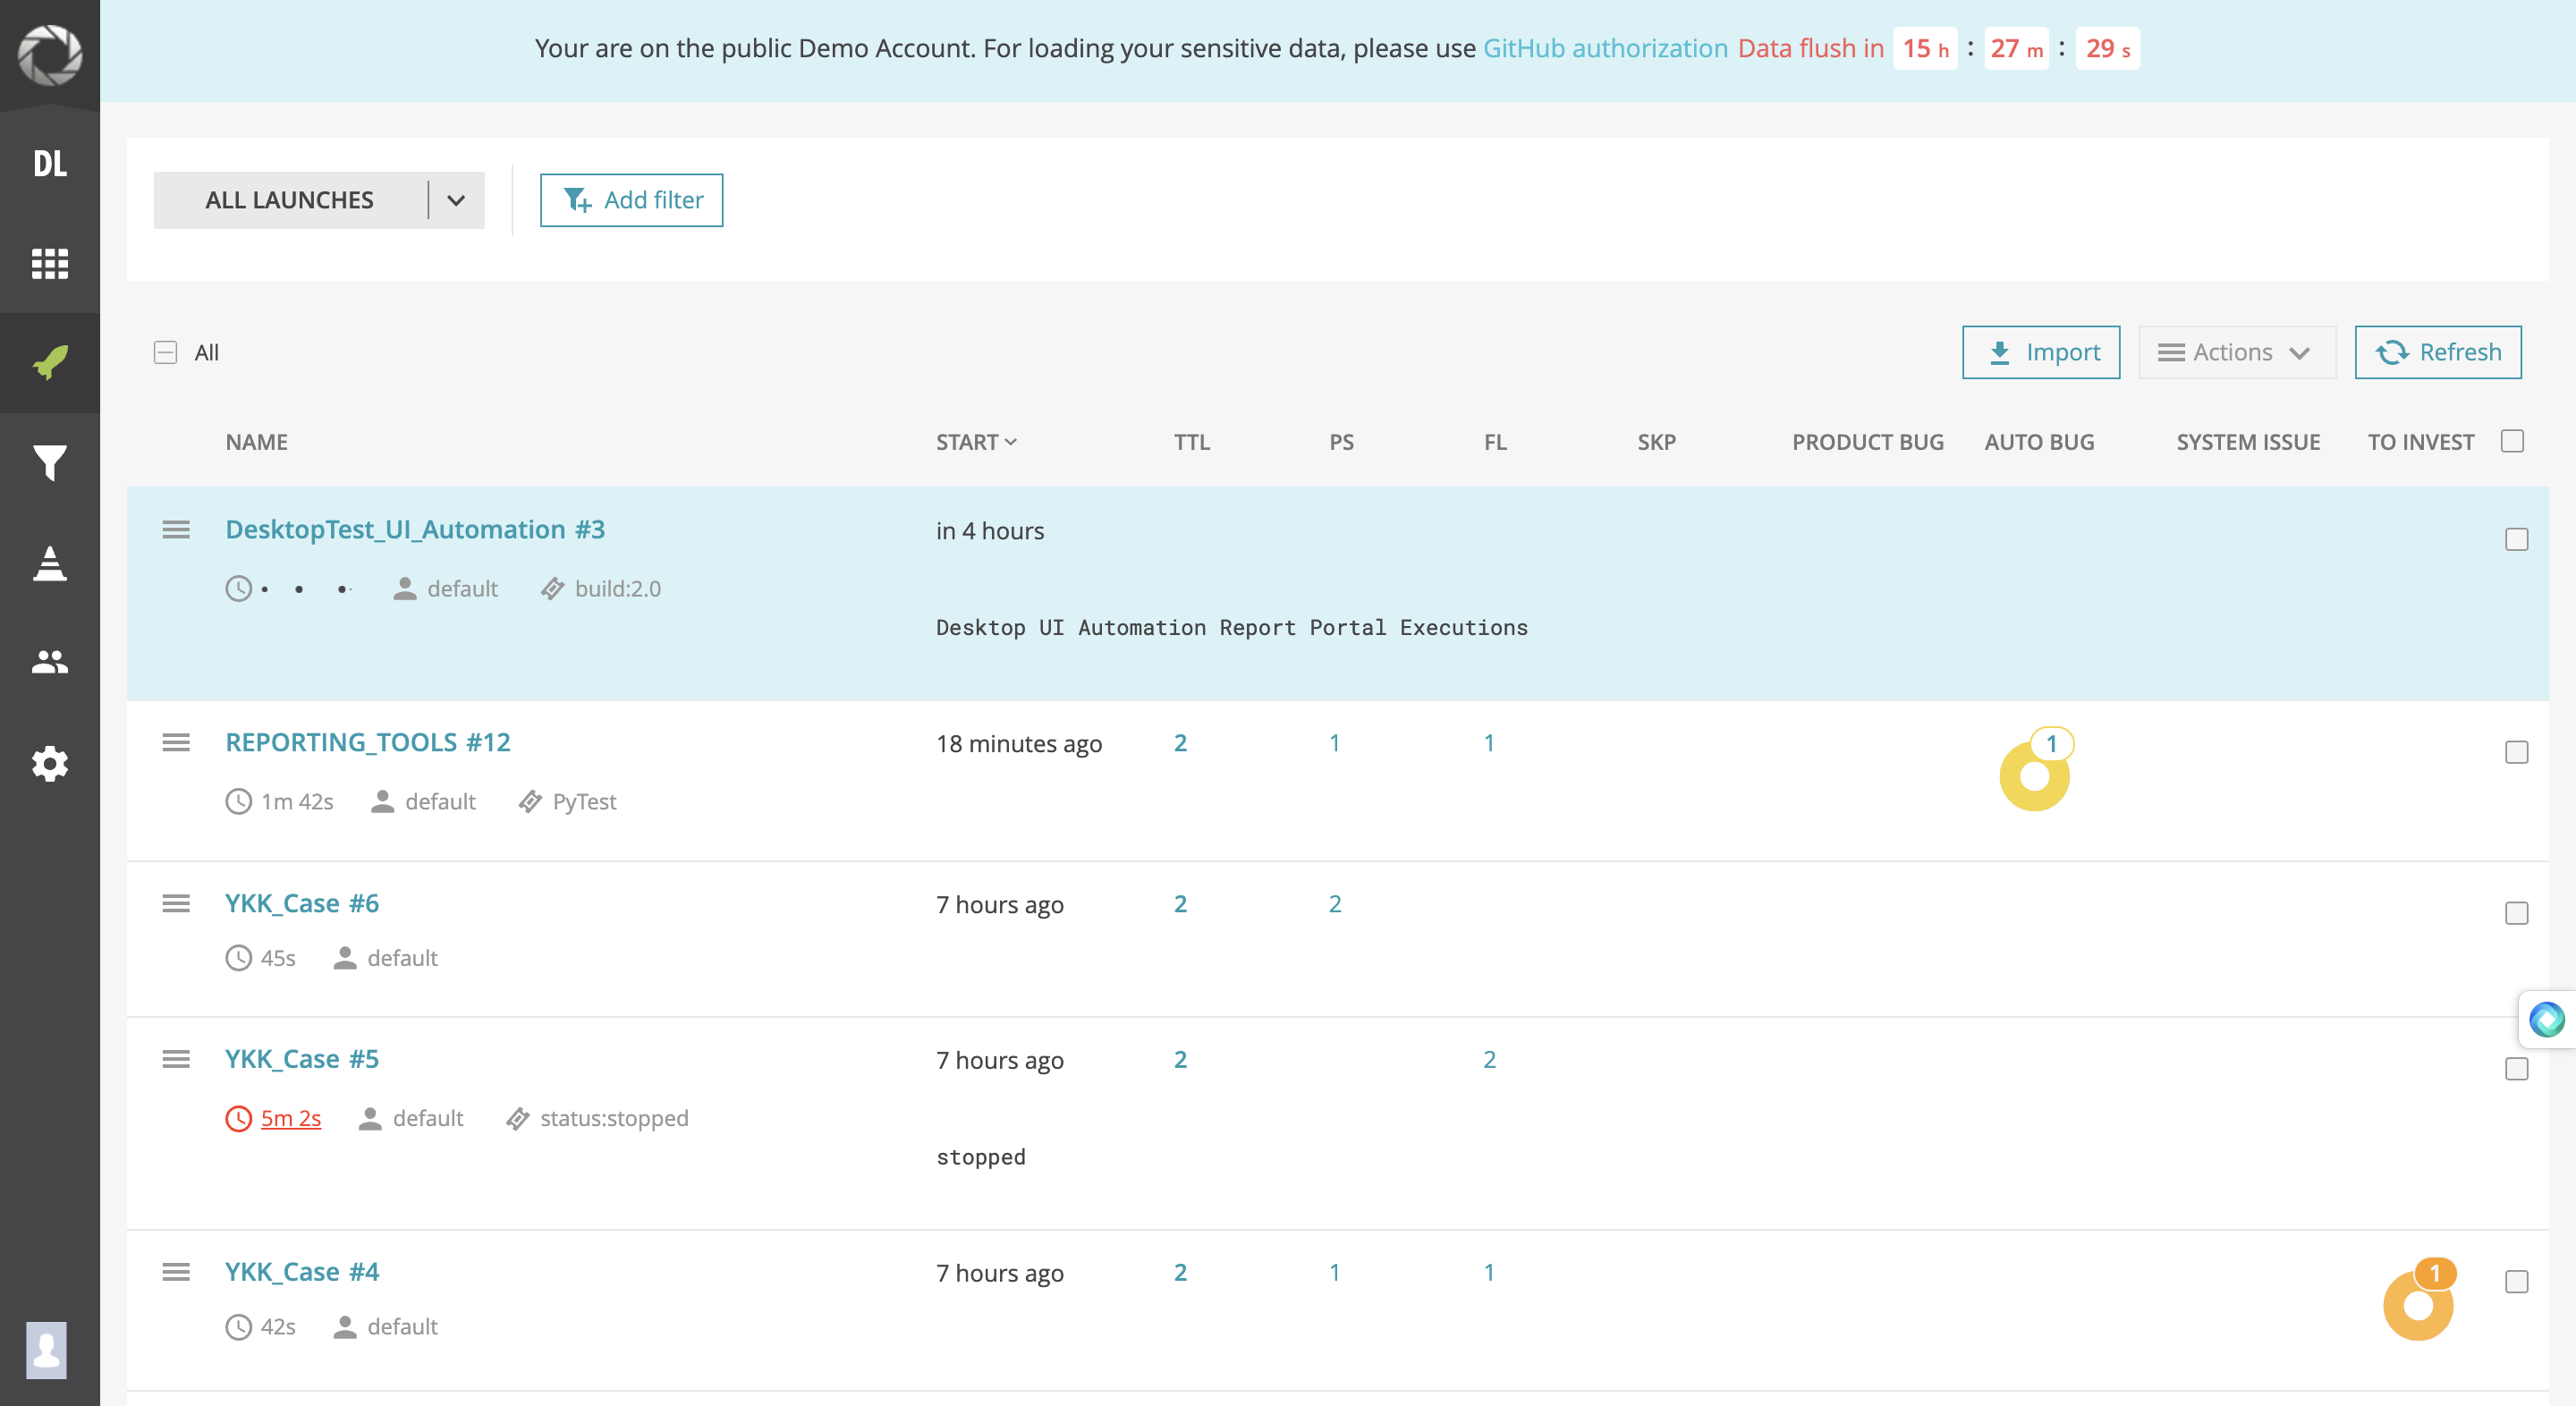 Your are on the public Demo Account. For loading your sensitive data, please use GitHub authorization Data flush in 15 h : 27 m : 29 s
DL
ALL LAUNCHES
Add filter
All
Import
Actions
Refresh
NAME START TTL PS FL SKP PRODUCT BUG AUTO BUG SYSTEM ISSUE TO INVEST
DesktopTest_UI_Automation #3 in 4 hours
default build:2.0
Desktop UI Automation Report Portal Executions
REPORTING_TOOLS #12 18 minutes ago 2 1 1 1
1m 42s default PyTest
YKK_Case #6 7 hours ago 2 2
45s default
YKK_Case #5 7 hours ago 2 2
5m 2s default status:stopped
stopped
YKK_Case #4 7 hours ago 2 1 1 1
42s default